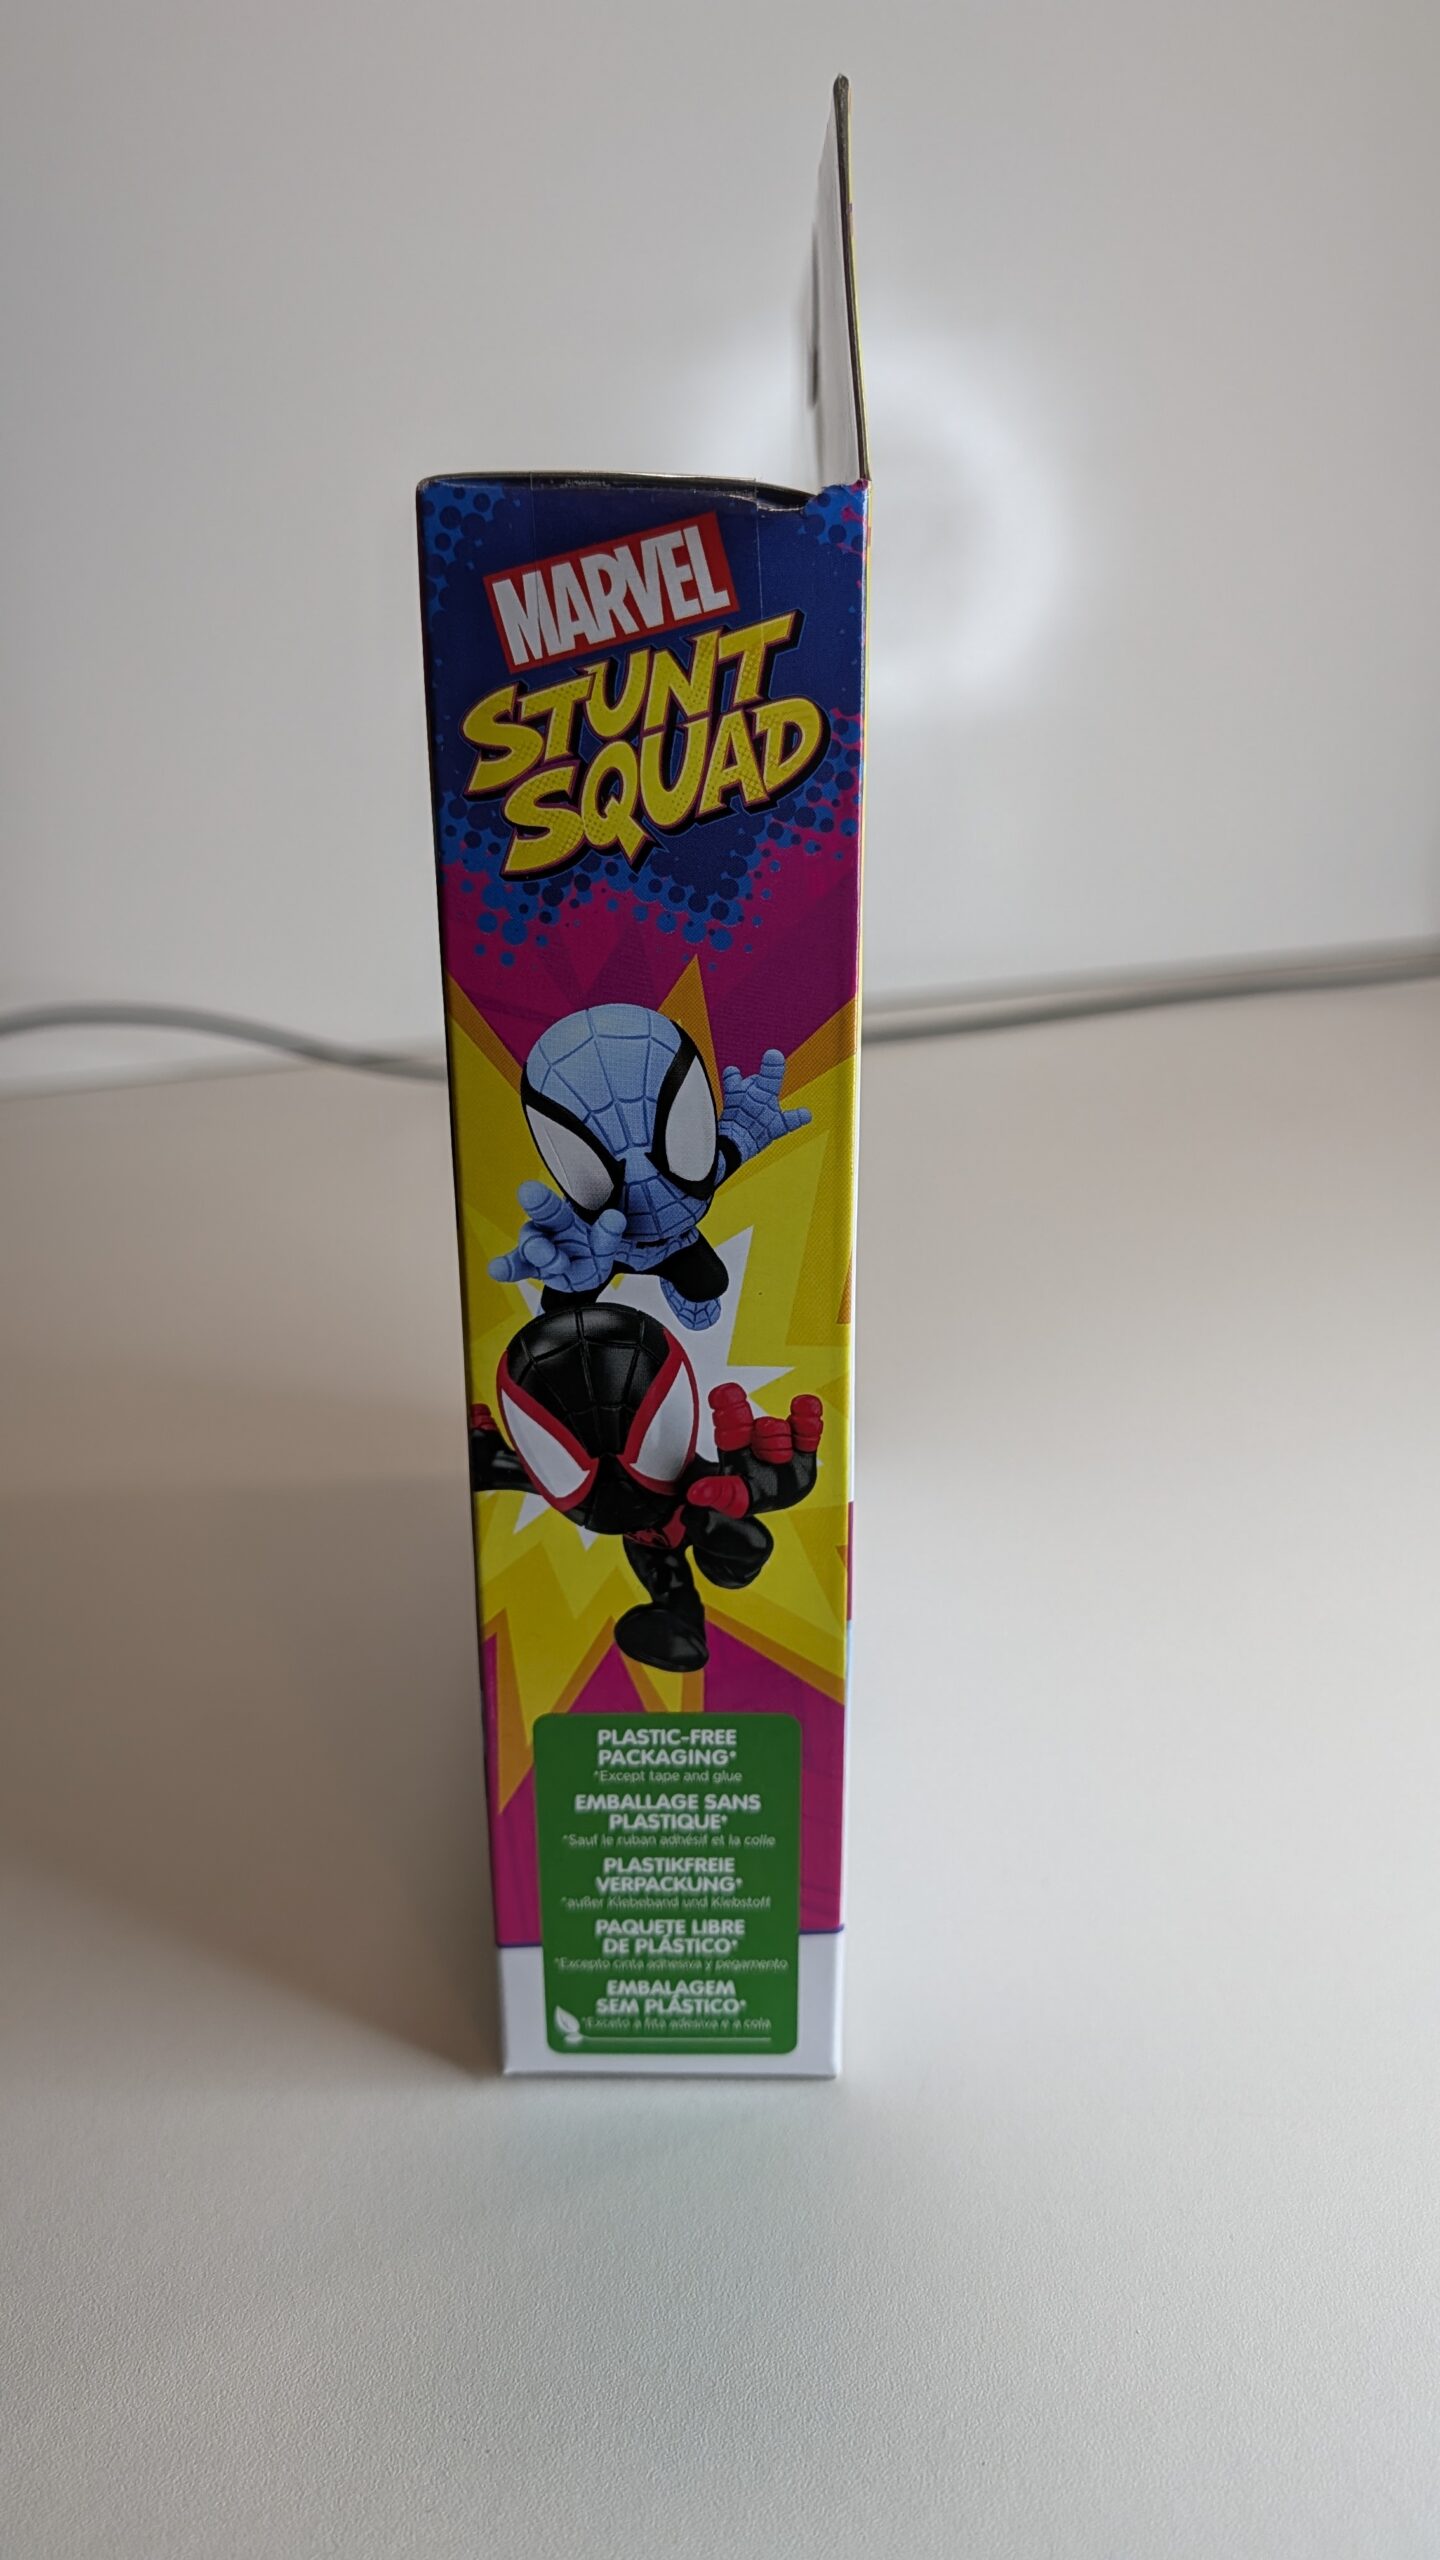 MARVEL
STUNT
SQUAD
PLASTIC-FREE
PACKAGING*
*Except tape and glue
EMBALLAGE SANS
PLASTIQUE*
*Sauf le ruban adhésif et la colle
PLASTIKFREIE
VERPACKUNG*
*außer Klebeband und Klebstoff
PAQUETE LIBRE
DE PLÁSTICO*
*Excepto cinta adhesiva y pegamento
EMBALAGEM
SEM PLÁSTICO*
*Exceto a fita adesiva e a cola